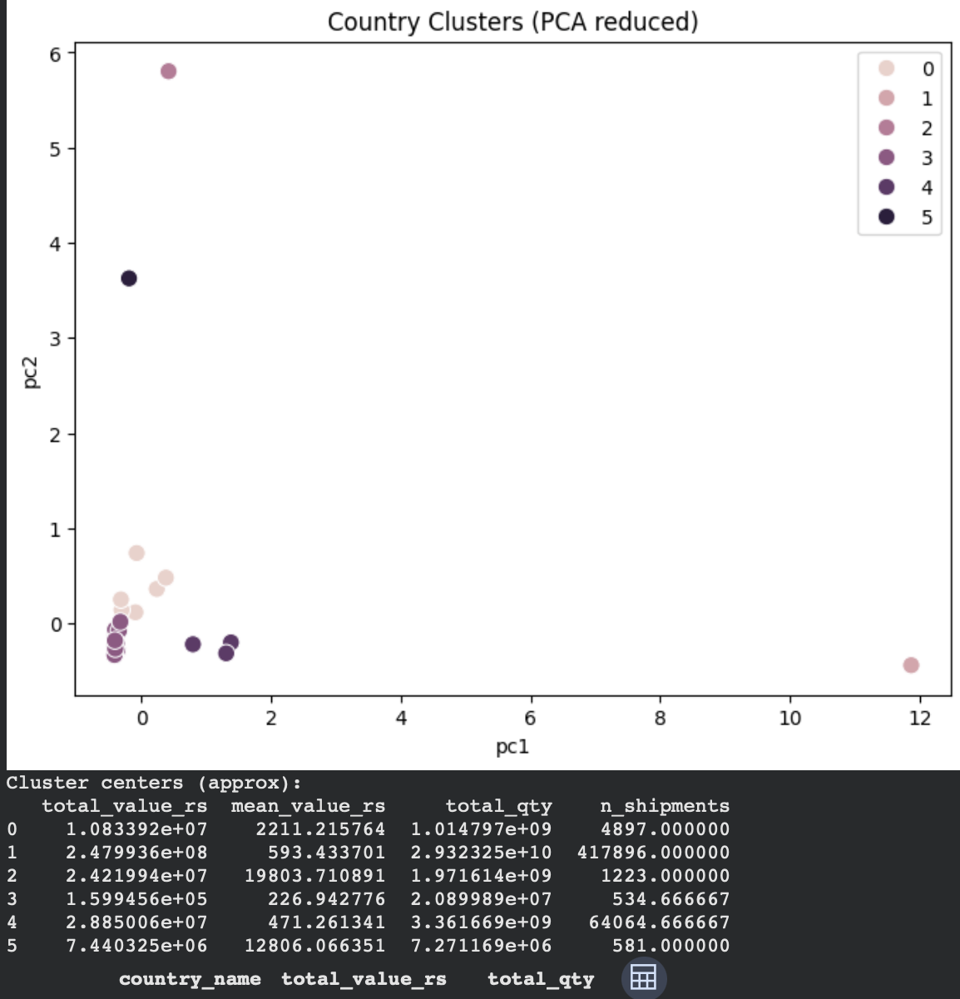 Country Clusters (PCA reduced)
6
5
4
3
2
1
0
pc2
0
1
2
3
4
5
0 2 4 6 8 10 12
pc1
Cluster centers (approx):
total_value_rs mean_value_rs total_qty n_shipments
0 1.083392e+07 2211.215764 1.014797e+09 4897.000000
1 2.479936e+08 593.433701 2.932325e+10 417896.000000
2 2.421994e+07 19803.710891 1.971614e+09 1223.000000
3 1.599456e+05 226.942776 2.089989e+07 534.666667
4 2.885006e+07 471.261341 3.361669e+09 64064.666667
5 7.440325e+06 12806.066351 7.271169e+06 581.000000
country_name total_value_rs total_qty